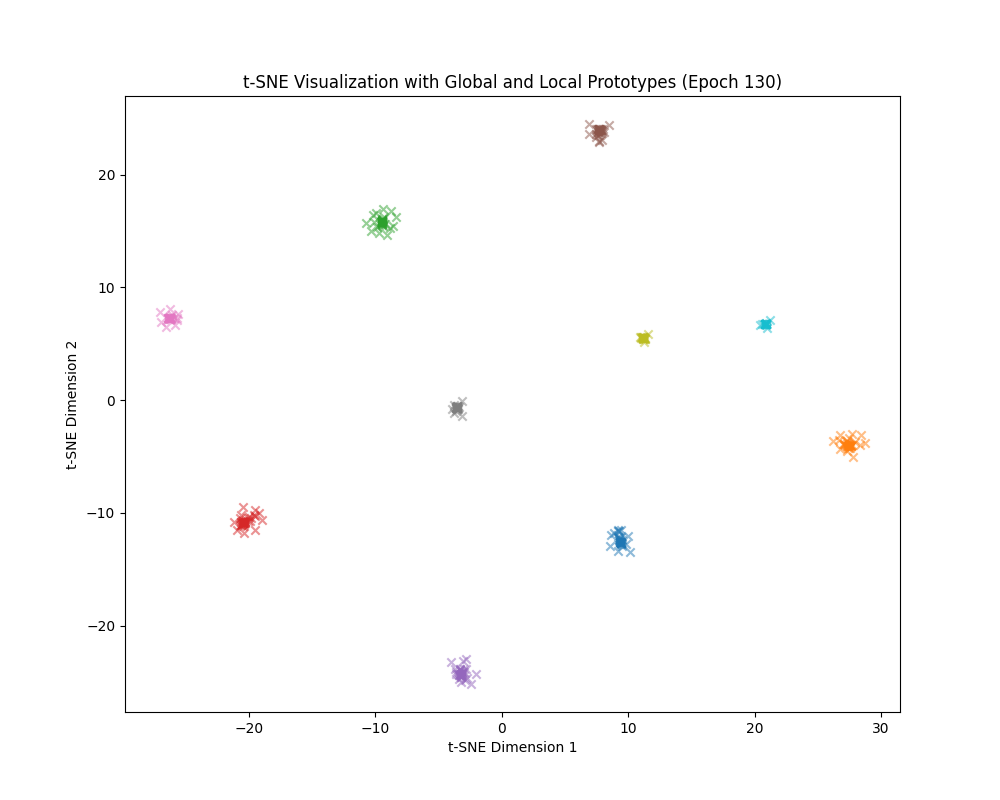 t-SNE Visualization with Global and Local Prototypes (Epoch 130)
20
10
0
−10
−20
t-SNE Dimension 2
−20 −10 0 10 20 30
t-SNE Dimension 1